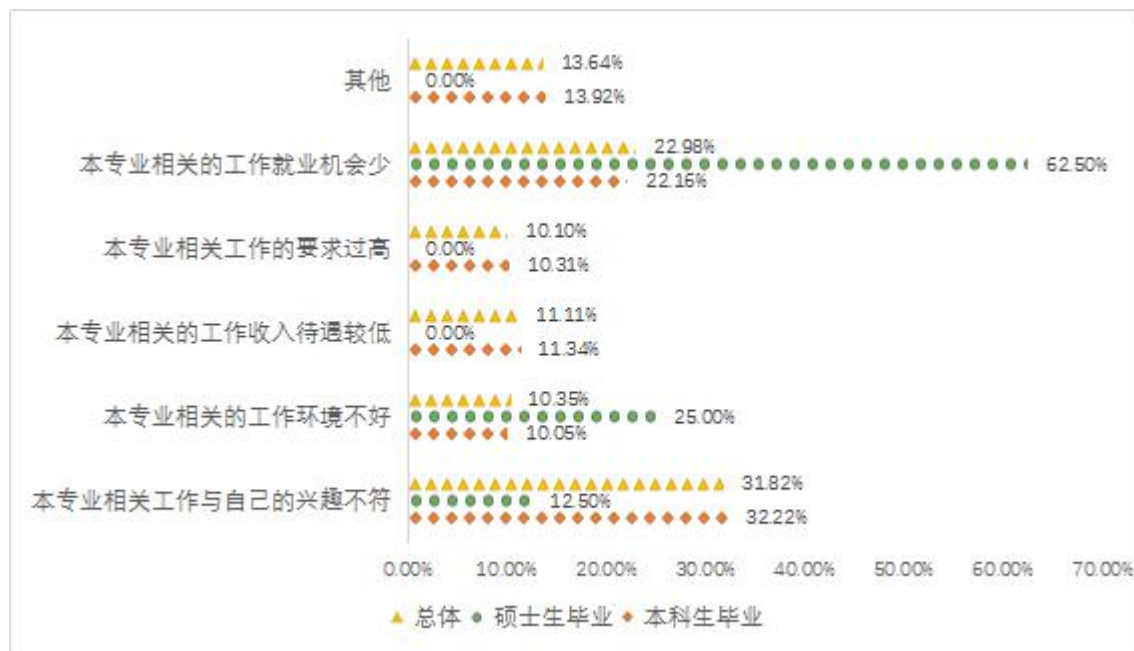 13.64%
其他
0.00%
13.92%
22.98%
本专业相关的工作就业机会少
62.50%
22.16%
10.10%
本专业相关工作的要求过高
0.00%
10.31%
11.11%
本专业相关的工作收入待遇较低
0.00%
11.34%
10.35%
本专业相关的工作环境不好
25.00%
10.05%
31.82%
本专业相关工作与自己的兴趣不符
12.50%
32.22%
0.00% 10.00% 20.00% 30.00% 40.00% 50.00% 60.00% 70.00%
总体 硕士生毕业 本科生毕业